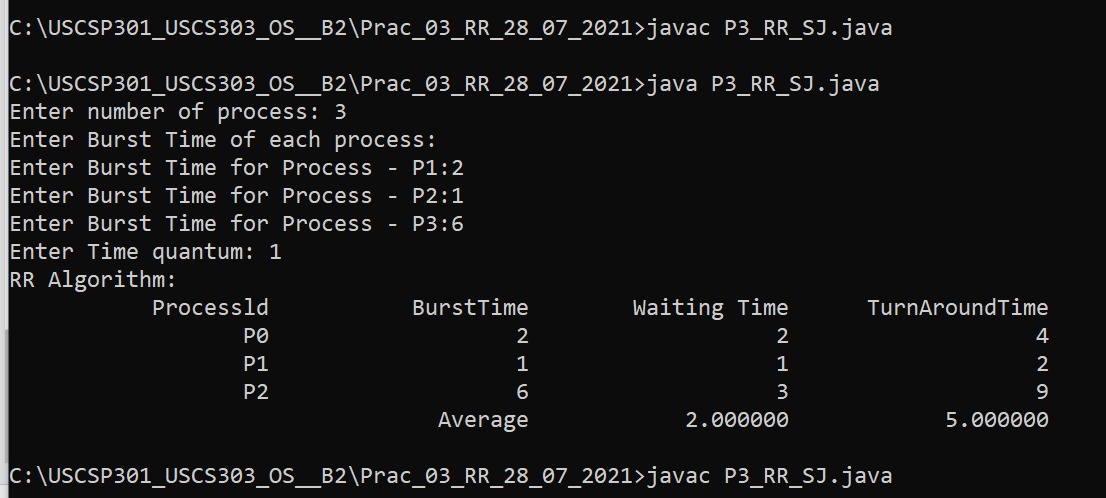 C:\USCSP301_USCS303_OS__B2\Prac_03_RR_28_07_2021>javac P3_RR_SJ.java
C:\USCSP301_USCS303_OS__B2\Prac_03_RR_28_07_2021>java P3_RR_SJ.java
Enter number of process: 3
Enter Burst Time of each process:
Enter Burst Time for Process - P1:2
Enter Burst Time for Process - P2:1
Enter Burst Time for Process - P3:6
Enter Time quantum: 1
RR Algorithm:
Processld BurstTime Waiting Time TurnAroundTime
P0 2 2 4
P1 1 1 2
P2 6 3 9
Average 2.000000 5.000000
C:\USCSP301_USCS303_OS__B2\Prac_03_RR_28_07_2021>javac P3_RR_SJ.java